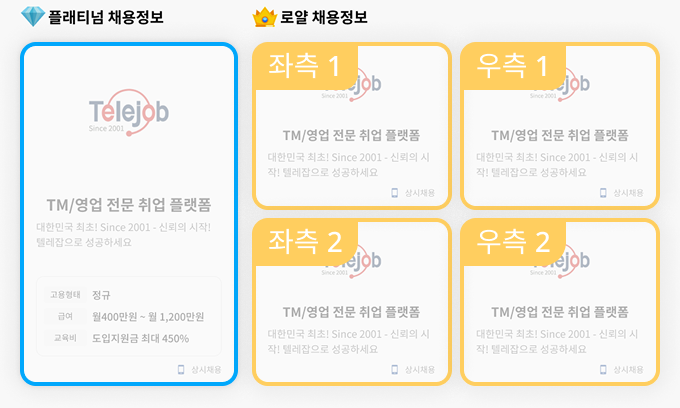 플래티넘 채용정보
Telejob
Since 2001
TM/영업 전문 취업 플랫폼
대한민국 최초! Since 2001 - 신뢰의 시작!
텔레잡으로 성공하세요
고용형태 정규
급여 월400만원 ~ 월 1,200만원
교육비 도입지원금 최대 450%
상시채용
로얄 채용정보
좌측 1
job
Since 2001
TM/영업 전문 취업 플랫폼
대한민국 최초! Since 2001 - 신뢰의 시
작! 텔레잡으로 성공하세요
상시채용
우측 1
job
Since 2001
TM/영업 전문 취업 플랫폼
대한민국 최초! Since 2001 - 신뢰의 시
작! 텔레잡으로 성공하세요
상시채용
좌측 2
job
Since 2001
TM/영업 전문 취업 플랫폼
대한민국 최초! Since 2001 - 신뢰의 시
작! 텔레잡으로 성공하세요
상시채용
우측 2
job
Since 2001
TM/영업 전문 취업 플랫폼
대한민국 최초! Since 2001 - 신뢰의 시
작! 텔레잡으로 성공하세요
상시채용